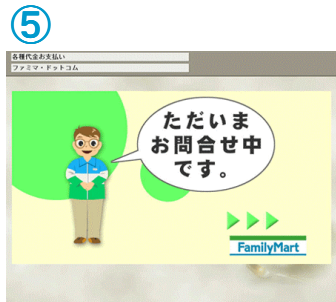 ⑤
各種代金お支払い
ファミマ・ドットコム
ただいま
お問合せ中
です。
FamilyMart